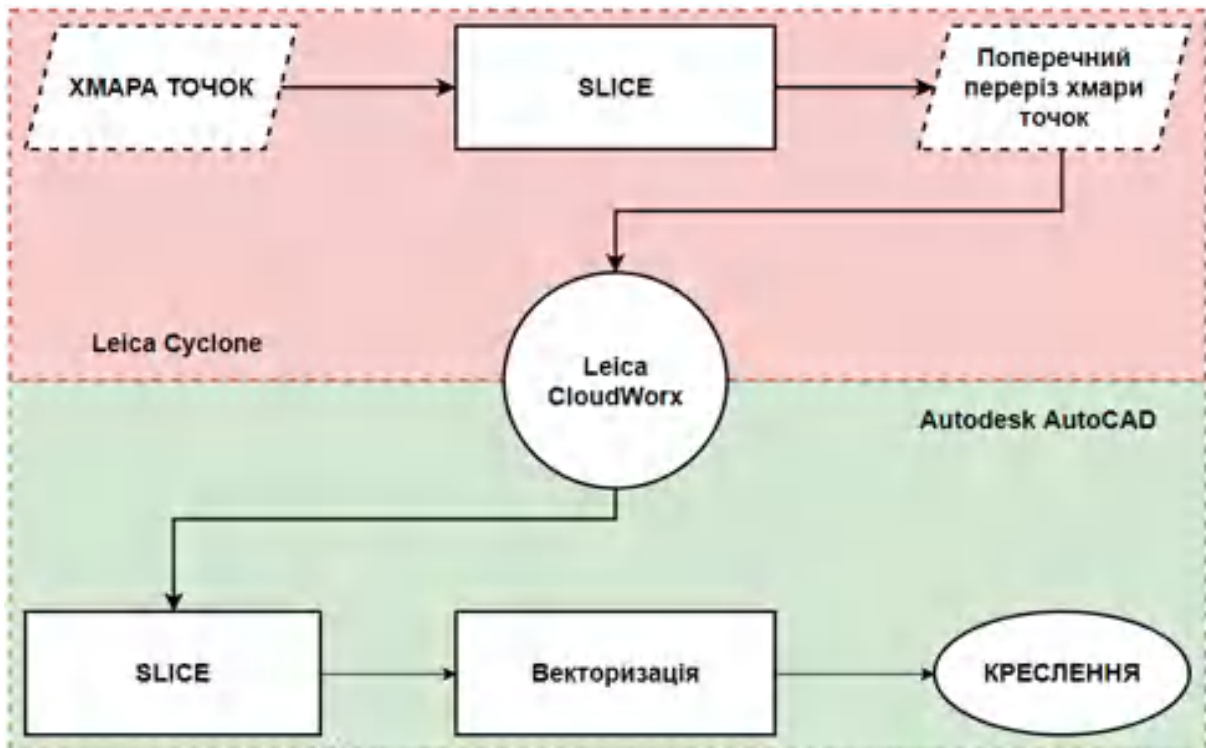 ХМАРА ТОЧОК
SLICE
Поперечний
переріз хмари
точок
Leica Cyclone
Leica
CloudWorx
Autodesk AutoCAD
SLICE
Векторизація
КРЕСЛЕННЯ